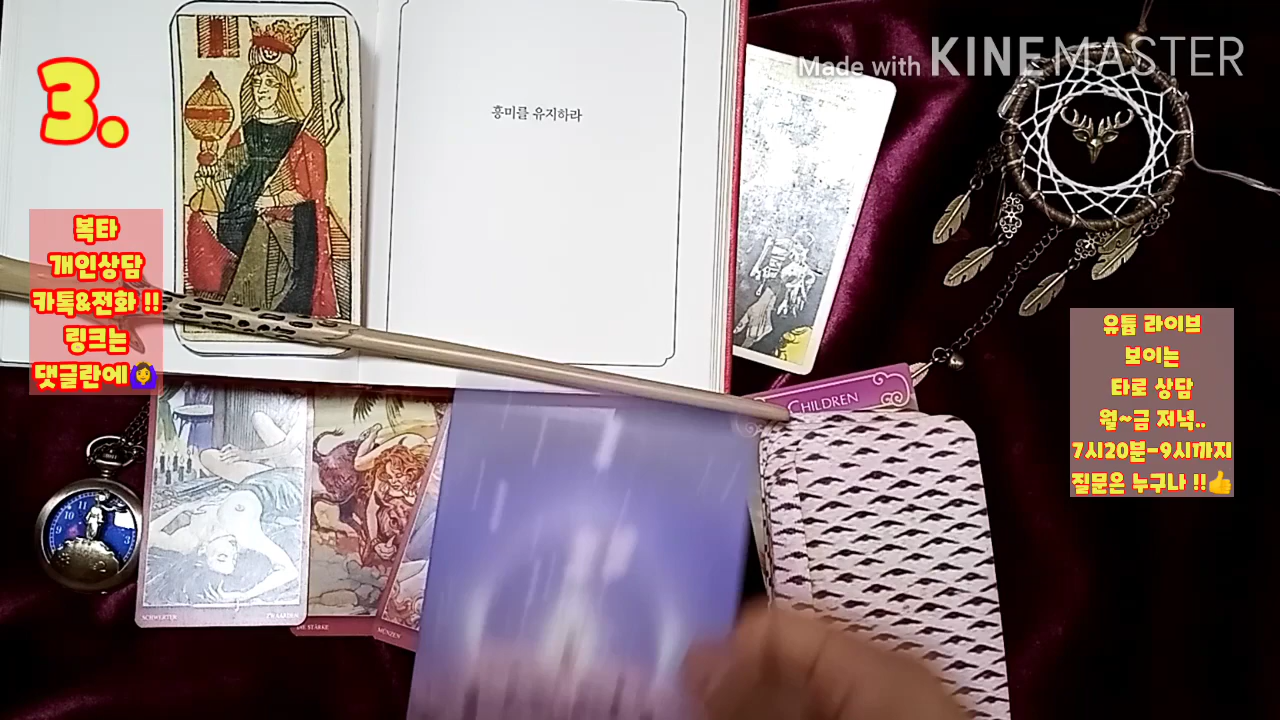 Made with KINEMASTER
3.
흥미를 유지하라
복타
개인상담
카톡&전화 !!
링크는
댓글란에🙆‍♀️
유튭 라이브
보이는
타로 상담
월~금 저녁..
7시20분-9시까지
질문은 누구나 !!👍
CHILDREN
SCHWERTER
ZWAARDEN
DIE STÄRKE
MÜNZEN